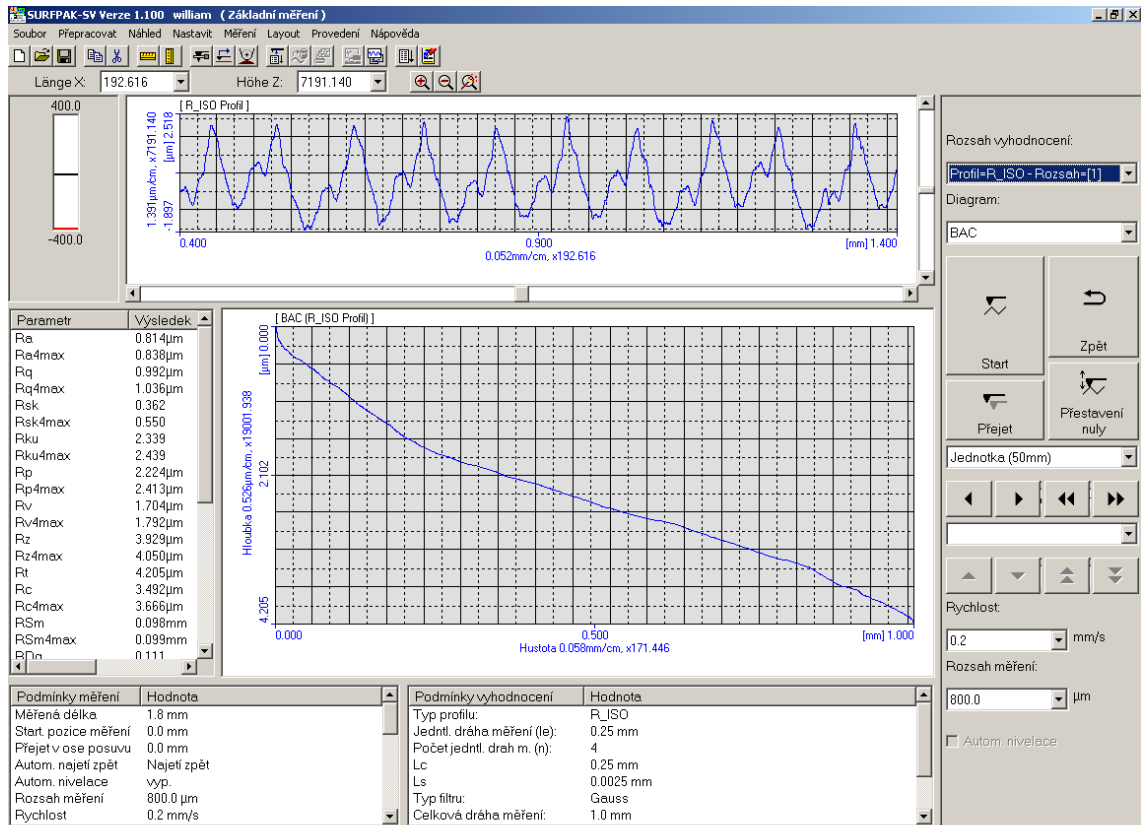 SURFPAK-SV Verze 1.100 william ( Základní měření )
Soubor Přepracovat Náhled Nastavit Měření Layout Provedení Nápověda
Länge X: 192.616 Höhe Z: 7191.140
400.0
-400.0
[ R_ISO Profil ]
1.391µm/cm, x7191.140
-1.897 [µm] 2.518
0.400 0.900 [mm] 1.400
0.052mm/cm, x192.616
Rozsah vyhodnocení:
Profil=R_ISO - Rozsah=[1]
Diagram:
BAC
Start
Zpět
Přejet
Přestavení
nuly
Jednotka (50mm)
Rychlost:
0.2 mm/s
Rozsah měření:
800.0 µm
Autom. nivelace
Parametr Výsledek
Ra 0.814µm
Ra4max 0.838µm
Rq 0.992µm
Rq4max 1.036µm
Rsk 0.362
Rsk4max 0.550
Rku 2.339
Rku4max 2.439
Rp 2.224µm
Rp4max 2.413µm
Rv 1.704µm
Rv4max 1.792µm
Rz 3.929µm
Rz4max 4.050µm
Rt 4.205µm
Rc 3.492µm
Rc4max 3.666µm
RSm 0.098mm
RSm4max 0.099mm
RDq 0.111
[ BAC (R_ISO Profil) ]
Hloubka 0.526µm/cm, x19001.938
4.205 2.102 [µm] 0.000
0.000 0.500 [mm] 1.000
Hustota 0.058mm/cm, x171.446
Podmínky měření Hodnota
Měřená délka 1.8 mm
Start. pozice měření 0.0 mm
Přejet v ose posuvu 0.0 mm
Autom. najetí zpět Najetí zpět
Autom. nivelace vyp.
Rozsah měření 800.0 µm
Rychlost 0.2 mm/s
Podmínky vyhodnocení Hodnota
Typ profilu: R_ISO
Jedntl. dráha měření (le): 0.25 mm
Počet jedntl. drah m. (n): 4
Lc 0.25 mm
Ls 0.0025 mm
Typ filtru: Gauss
Celková dráha měření: 1.0 mm